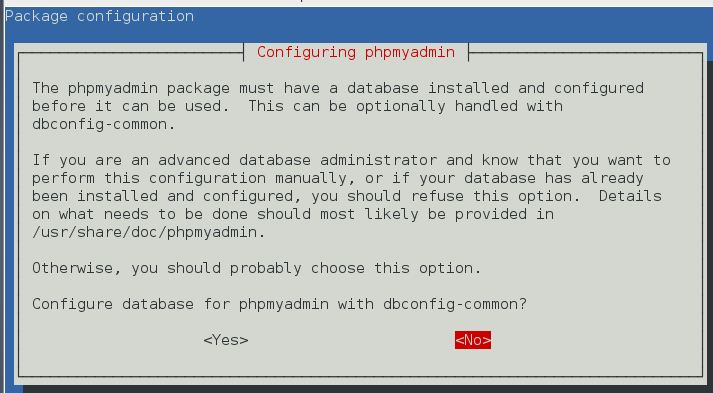 Package configuration
Configuring phpmyadmin
The phpmyadmin package must have a database installed and configured
before it can be used.  This can be optionally handled with
dbconfig-common.
If you are an advanced database administrator and know that you want to
perform this configuration manually, or if your database has already
been installed and configured, you should refuse this option.  Details
on what needs to be done should most likely be provided in
/usr/share/doc/phpmyadmin.
Otherwise, you should probably choose this option.
Configure database for phpmyadmin with dbconfig-common?
<Yes> <No>